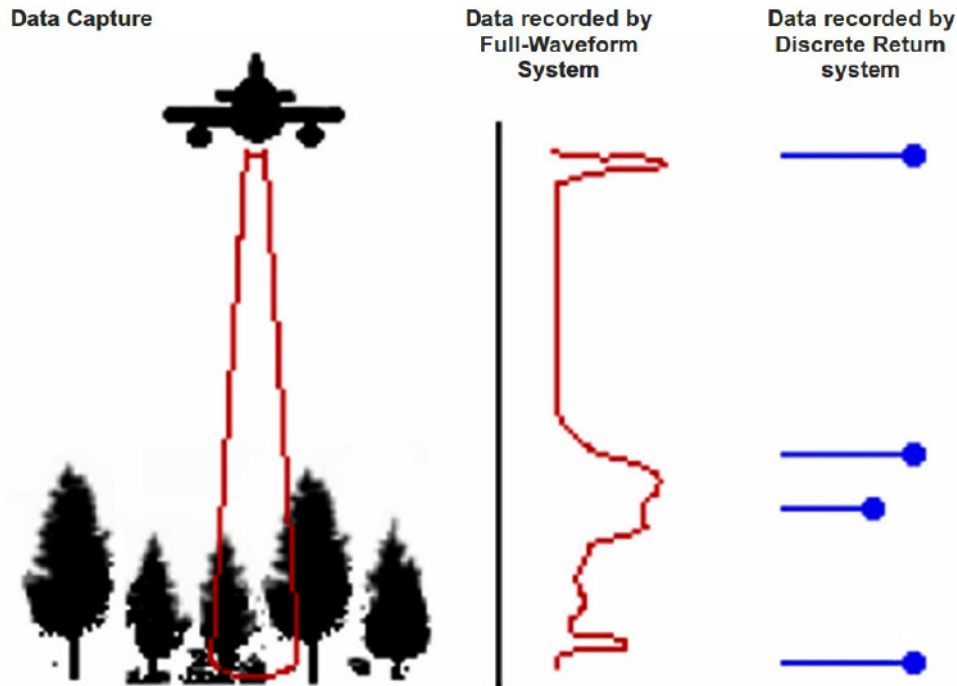 Data Capture
Data recorded by
Full-Waveform
System
Data recorded by
Discrete Return
system